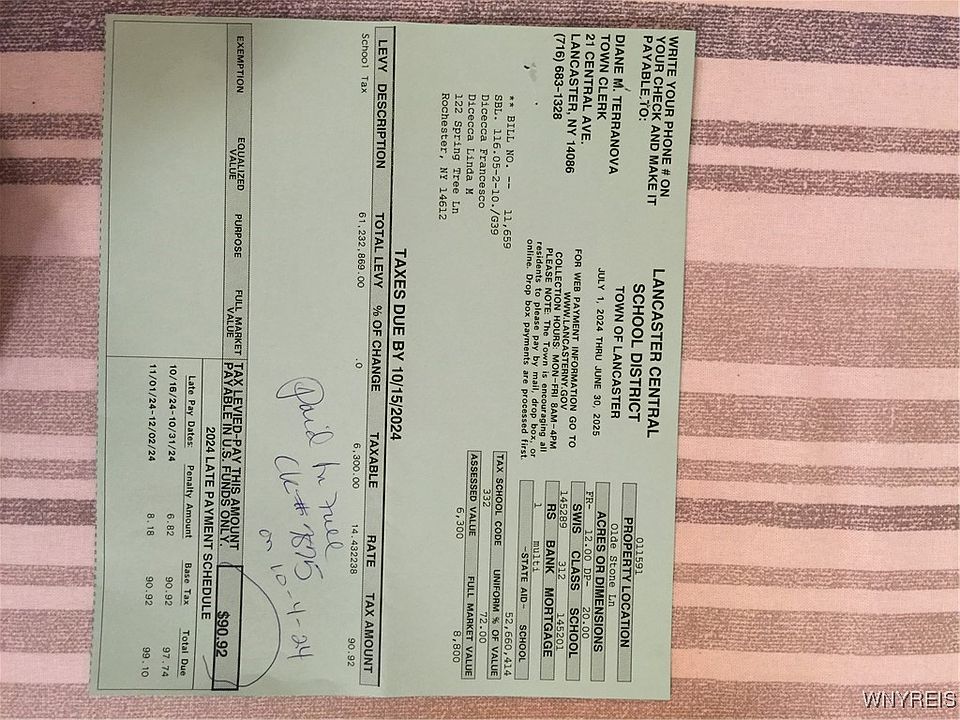 WRITE YOUR PHONE # ON
YOUR CHECK AND MAKE IT
PAYABLE TO:
DIANE M. TERRANOVA
TOWN CLERK
21 CENTRAL AVE.
LANCASTER, NY 14086
(716) 683-1328
LANCASTER CENTRAL
SCHOOL DISTRICT
TOWN OF LANCASTER
JULY 1, 2024 THRU JUNE 30, 2025
FOR WEB PAYMENT INFORMATION GO TO
WWW.LANCASTERNY.GOV
COLLECTION HOURS: MON-FRI 8AM-4PM
PLEASE NOTE: The Town is encouraging all
residents to please pay by mail, drop box, or
online. Drop box payments are processed first.
011591
PROPERTY LOCATION
Olde Stone Ln
ACRES OR DIMENSIONS
FR- 12.00 DP- 20.00
SWIS CLASS SCHOOL
145289 312 145201
RS BANK MORTGAGE
1 multi
-STATE AID- SCHOOL
52,660,414
TAX SCHOOL CODE UNIFORM % OF VALUE
332 72.00
ASSESSED VALUE FULL MARKET VALUE
6,300 8,800
** BILL NO. -- 11,659
SBL. 116.05-2-10./G39
Dicecca Francesco
Dicecca Linda M
122 Spring Tree Ln
Rochester, NY 14612
TAXES DUE BY 10/15/2024
LEVY DESCRIPTION TOTAL LEVY % OF CHANGE TAXABLE RATE TAX AMOUNT
School Tax 61,232,869.00 .0 6,300.00 14.432238 90.92
Paid in Full
ck# 9895
on 10-4-24
EXEMPTION EQUALIZED VALUE PURPOSE FULL MARKET VALUE
TAX LEVIED-PAY THIS AMOUNT
PAYABLE IN U.S. FUNDS ONLY.
$90.92
2024 LATE PAYMENT SCHEDULE
Late Pay Dates: Penalty Amount Base Tax Total Due
10/16/24-10/31/24 6.82 90.92 97.74
11/01/24-12/02/24 8.18 90.92 99.10
WNYREIS